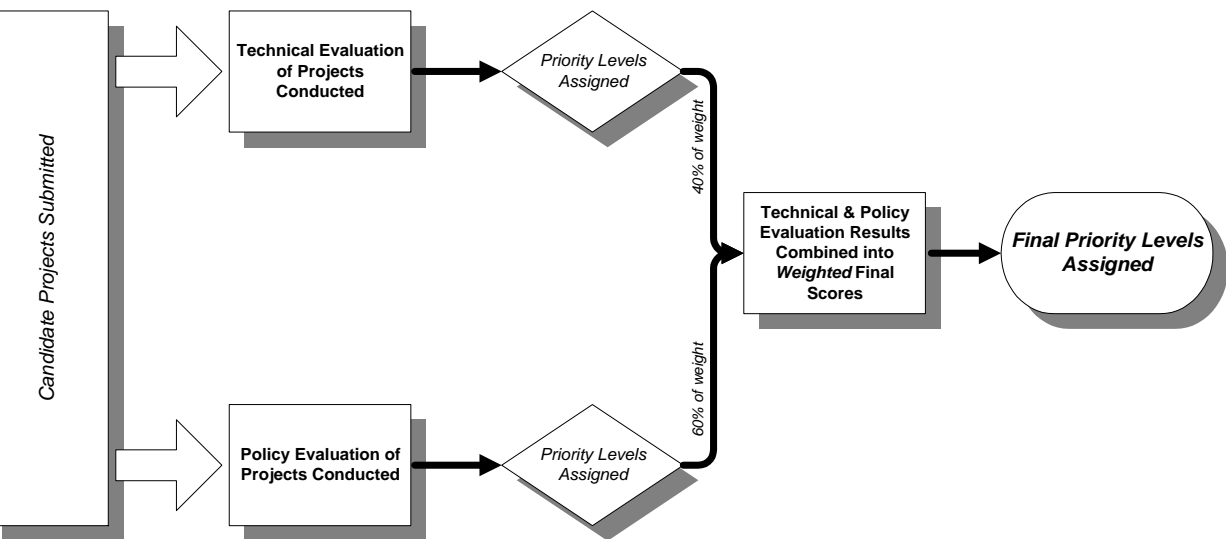 Candidate Projects Submitted
Technical Evaluation
of Projects
Conducted
Priority Levels
Assigned
40% of weight
Policy Evaluation of
Projects Conducted
Priority Levels
Assigned
60% of weight
Technical & Policy
Evaluation Results
Combined into
Weighted Final
Scores
Final Priority Levels
Assigned